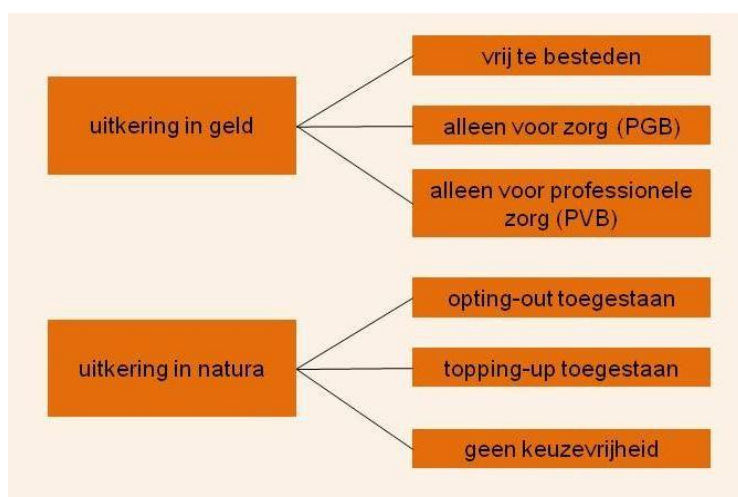 uitkering in geld
vrij te besteden
alleen voor zorg (PGB)
alleen voor professionele
zorg (PVB)
uitkering in natura
opting-out toegestaan
topping-up toegestaan
geen keuzevrijheid